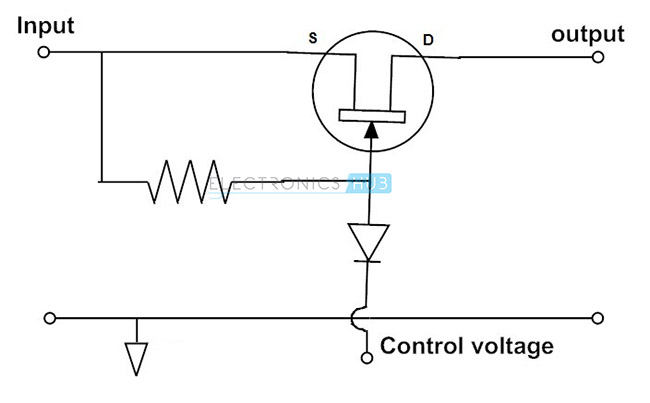 Input
S
D
output
ELECTRONICS HUB
Control voltage